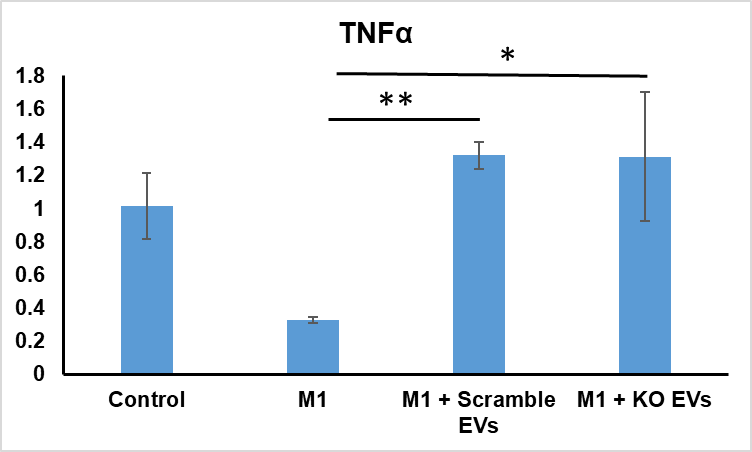 TNFα
*
**
1.8
1.6
1.4
1.2
1
0.8
0.6
0.4
0.2
0
Control
M1
M1 + Scramble
EVs
M1 + KO EVs